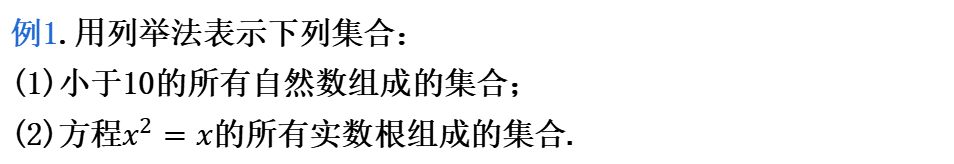 例1.用列举法表示下列集合：
(1)小于10的所有自然数组成的集合；
(2)方程x² = x的所有实数根组成的集合.